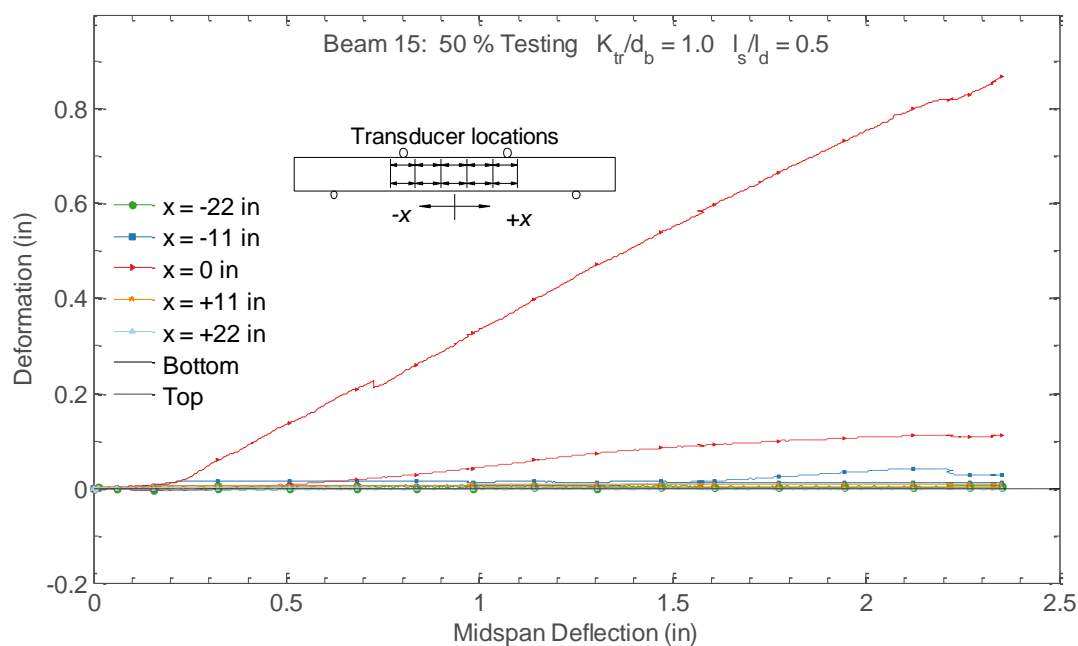 Beam 15: 50 % Testing K_tr/d_b = 1.0 l_s/l_d = 0.5
Transducer locations
-x +x
x = -22 in
x = -11 in
x = 0 in
x = +11 in
x = +22 in
Bottom
Top
Deformation (in)
0.8
0.6
0.4
0.2
0
-0.2
0 0.5 1 1.5 2 2.5
Midspan Deflection (in)